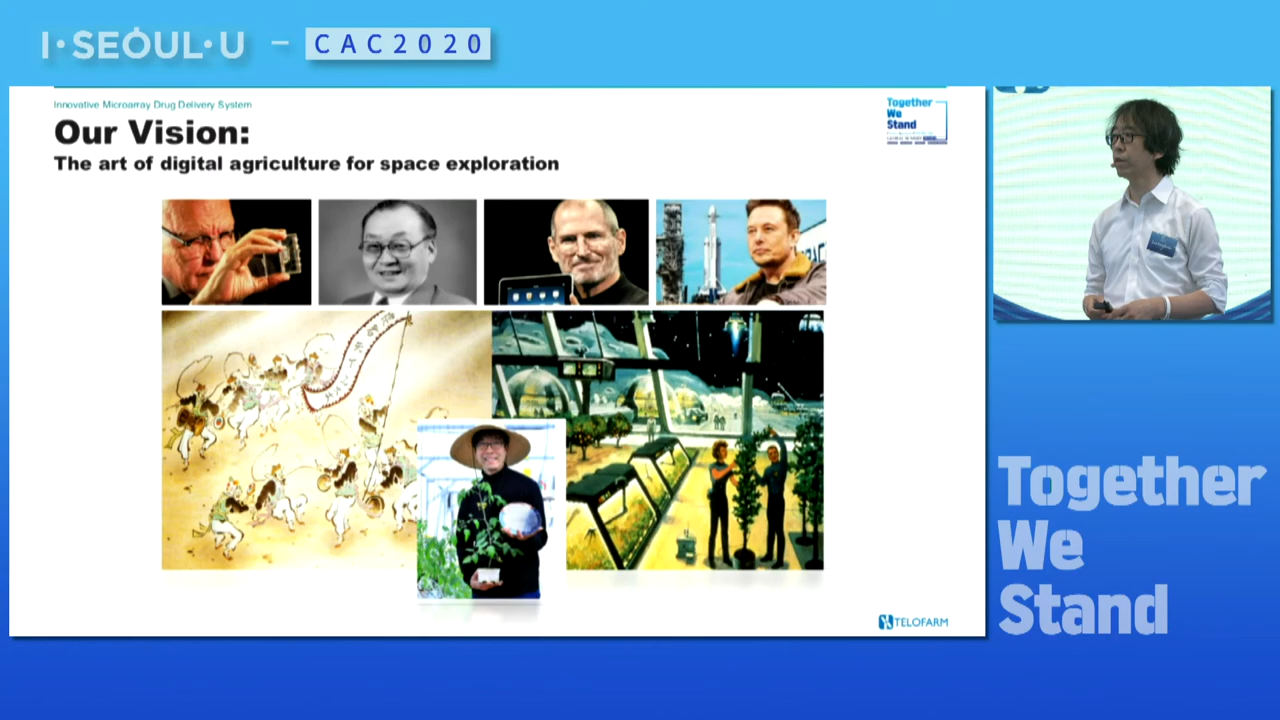 I·SEOUL·U – CAC2020
Innovative Microarray Drug Delivery System
Our Vision:
The art of digital agriculture for space exploration
Together
We
Stand
TELOFARM
Together
We
Stand